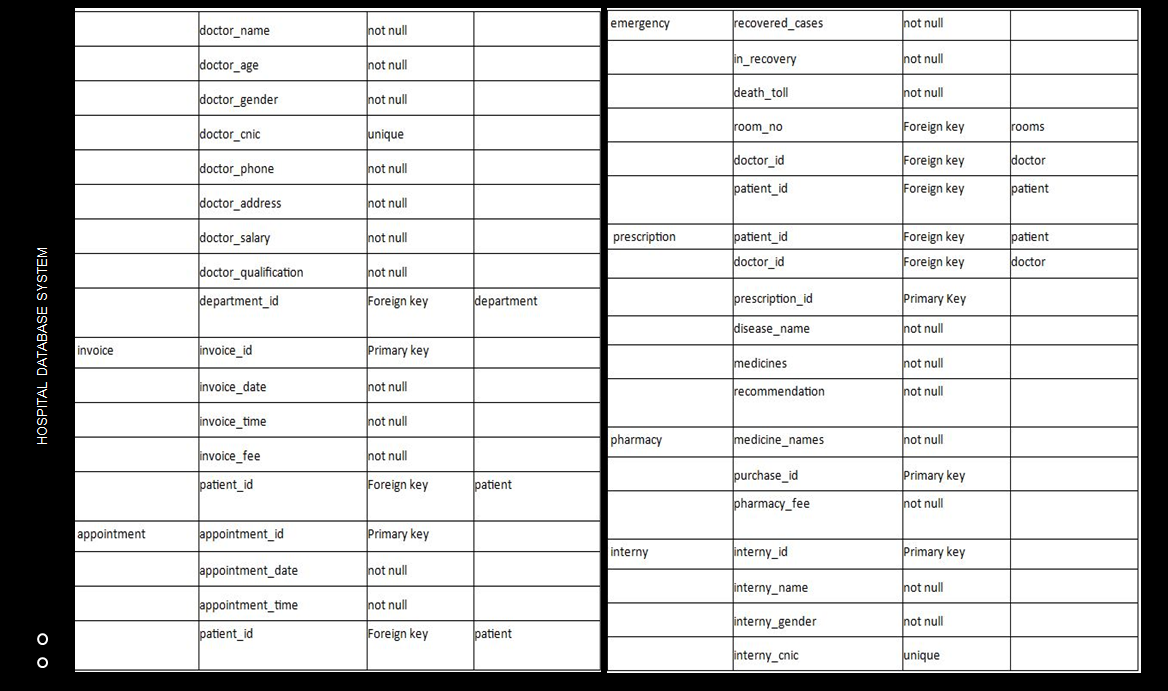 HOSPITAL DATABASE SYSTEM
doctor_name not null
doctor_age not null
doctor_gender not null
doctor_cnic unique
doctor_phone not null
doctor_address not null
doctor_salary not null
doctor_qualification not null
department_id Foreign key department
invoice invoice_id Primary key
invoice_date not null
invoice_time not null
invoice_fee not null
patient_id Foreign key patient
appointment appointment_id Primary key
appointment_date not null
appointment_time not null
patient_id Foreign key patient
emergency recovered_cases not null
in_recovery not null
death_toll not null
room_no Foreign key rooms
doctor_id Foreign key doctor
patient_id Foreign key patient
prescription patient_id Foreign key patient
doctor_id Foreign key doctor
prescription_id Primary Key
disease_name not null
medicines not null
recommendation not null
pharmacy medicine_names not null
purchase_id Primary key
pharmacy_fee not null
interny interny_id Primary key
interny_name not null
interny_gender not null
interny_cnic unique